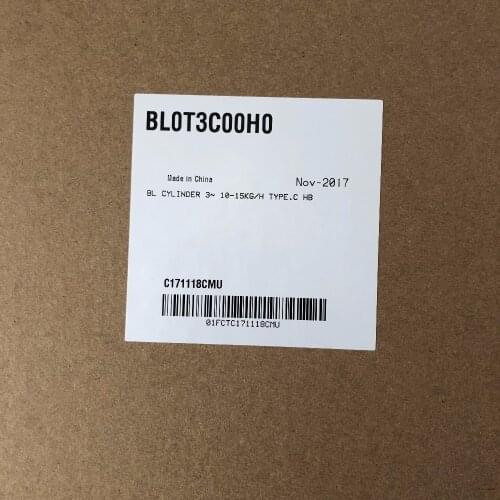 BL0T3C00H0
Made in China
Nov-2017
BL CYLINDER 3~ 10-15KG/H TYPE.C HB
C171118CMU
01FCTC171118CMU